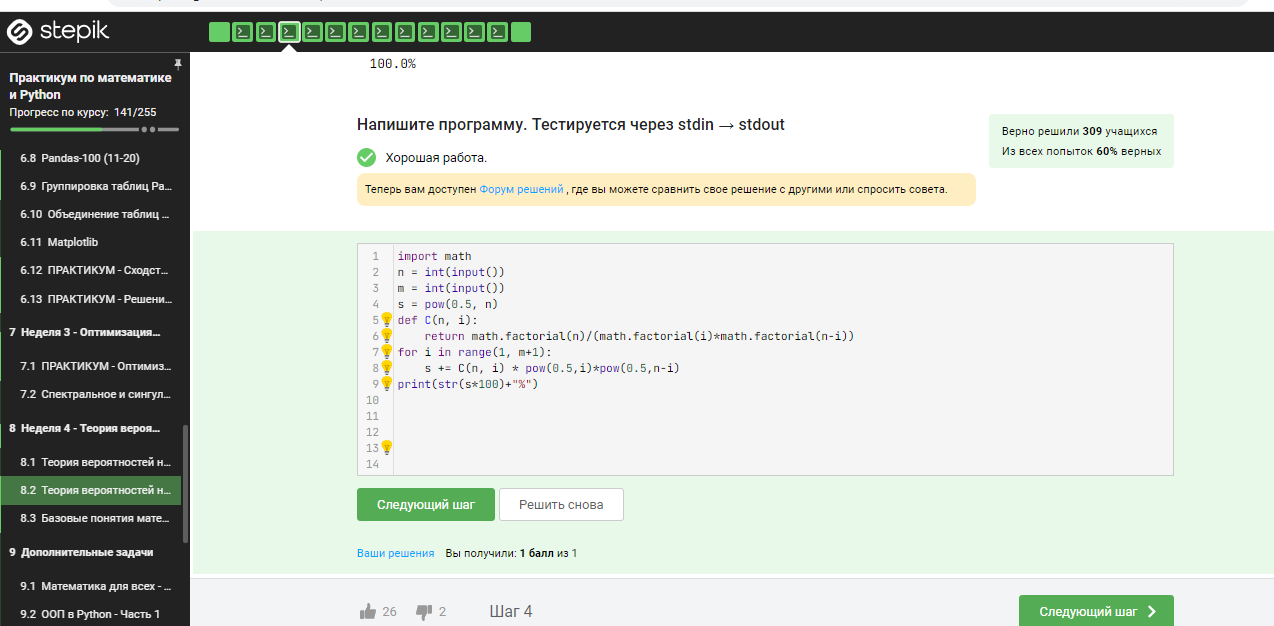 stepik
Практикум по математике
и Python
Прогресс по курсу: 141/255
6.8 Pandas-100 (11-20)
6.9 Группировка таблиц Pa...
6.10 Объединение таблиц ...
6.11 Matplotlib
6.12 ПРАКТИКУМ - Сходст...
6.13 ПРАКТИКУМ - Решени...
7 Неделя 3 - Оптимизация...
7.1 ПРАКТИКУМ - Оптимиз...
7.2 Спектральное и сингул...
8 Неделя 4 - Теория вероя...
8.1 Теория вероятностей н...
8.2 Теория вероятностей н...
8.3 Базовые понятия мате...
9 Дополнительные задачи
9.1 Математика для всех - ...
9.2 ООП в Python - Часть 1
100.0%
Напишите программу. Тестируется через stdin → stdout
Хорошая работа.
Теперь вам доступен Форум решений , где вы можете сравнить свое решение с другими или спросить совета.
Верно решили 309 учащихся
Из всех попыток 60% верных
1 import math
2 n = int(input())
3 m = int(input())
4 s = pow(0.5, n)
5 def C(n, i):
6     return math.factorial(n)/(math.factorial(i)*math.factorial(n-i))
7 for i in range(1, m+1):
8     s += C(n, i) * pow(0.5,i)*pow(0.5,n-i)
9 print(str(s*100)+"%")
10
11
12
13
14
Следующий шаг
Решить снова
Ваши решения Вы получили: 1 балл из 1
26 2 Шаг 4
Следующий шаг